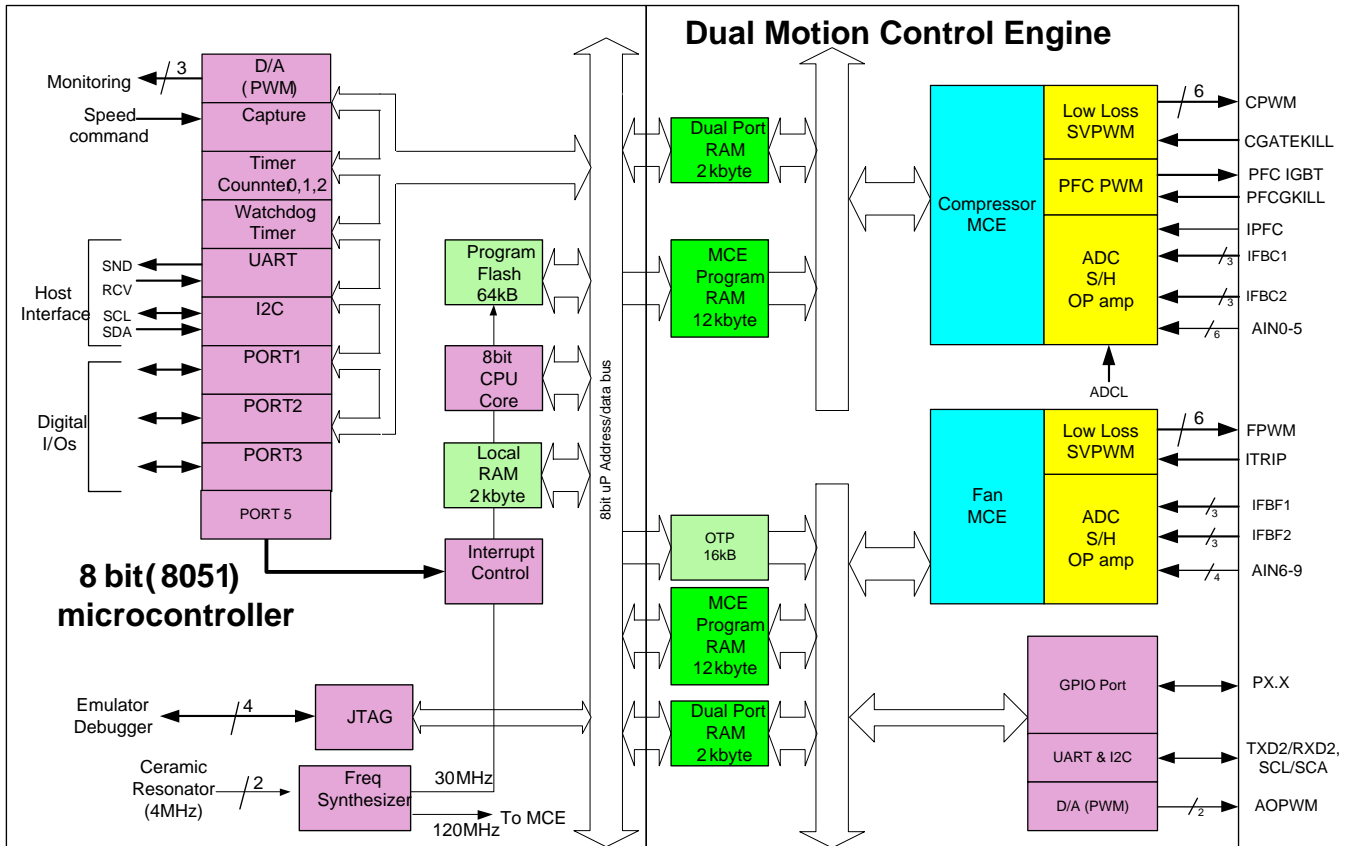 Dual Motion Control Engine
Monitoring
3
D/A
(PWM)
Speed
command
Capture
Timer
Counnter0,1,2
Watchdog
Timer
Host
Interface
SND
RCV
UART
SCL
SDA
I2C
Digital
I/Os
PORT1
PORT2
PORT3
PORT 5
8 bit(8051)
microcontroller
Program
Flash
64kB
8bit
CPU
Core
Local
RAM
2kbyte
Interrupt
Control
Emulator
Debugger
4
JTAG
Ceramic
Resonator
(4MHz)
2
Freq
Synthesizer
30MHz
120MHz
To MCE
8bit uP Address/data bus
Dual Port
RAM
2kbyte
MCE
Program
RAM
12kbyte
OTP
16kB
MCE
Program
RAM
12kbyte
Dual Port
RAM
2kbyte
Compressor
MCE
Low Loss
SVPWM
PFC PWM
ADC
S/H
OP amp
ADCL
6
CPWM
CGATEKILL
PFC IGBT
PFCGKILL
IPFC
3
IFBC1
3
IFBC2
6
AIN0-5
Fan
MCE
Low Loss
SVPWM
ADC
S/H
OP amp
6
FPWM
ITRIP
3
IFBF1
3
IFBF2
4
AIN6-9
GPIO Port
PX.X
UART & I2C
TXD2/RXD2,
SCL/SCA
D/A (PWM)
2
AOPWM